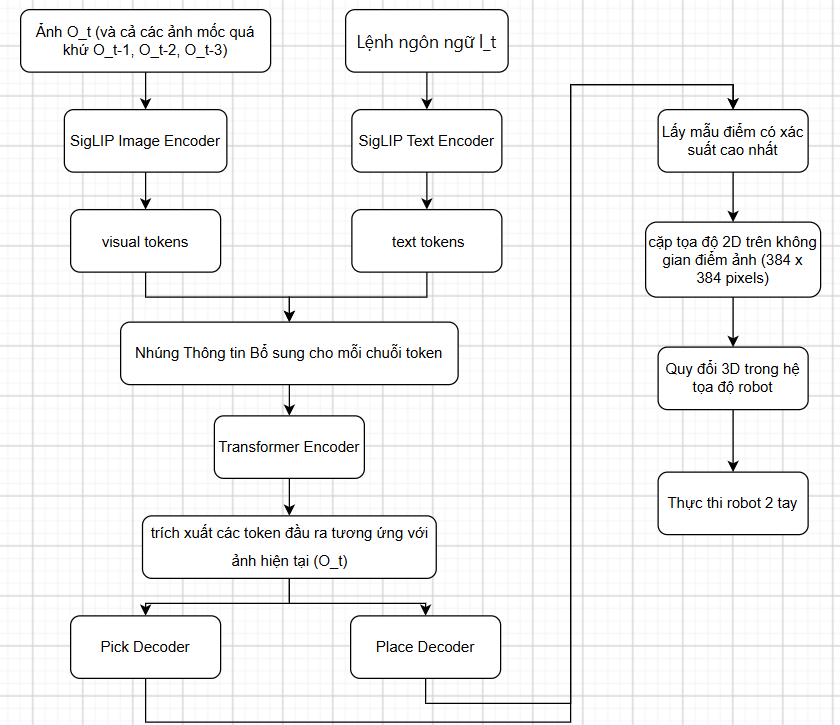 Ảnh O_t (và cả các ảnh mốc quá
khứ O_t-1, O_t-2, O_t-3)
Lệnh ngôn ngữ l_t
SigLIP Image Encoder
SigLIP Text Encoder
visual tokens
text tokens
Nhúng Thông tin Bổ sung cho mỗi chuỗi token
Transformer Encoder
trích xuất các token đầu ra tương ứng với
ảnh hiện tại (O_t)
Pick Decoder
Place Decoder
Lấy mẫu điểm có xác
suất cao nhất
cặp tọa độ 2D trên không
gian điểm ảnh (384 x
384 pixels)
Quy đổi 3D trong hệ
tọa độ robot
Thực thi robot 2 tay